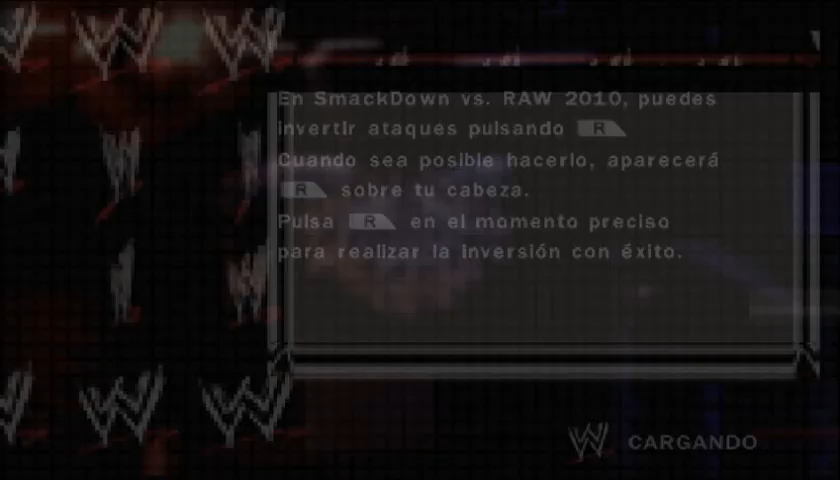 En SmackDown vs. RAW 2010, puedes
invertir ataques pulsando R
Cuando sea posible hacerlo, aparecerá
R sobre tu cabeza.
Pulsa R en el momento preciso
para realizar la inversión con éxito.
CARGANDO